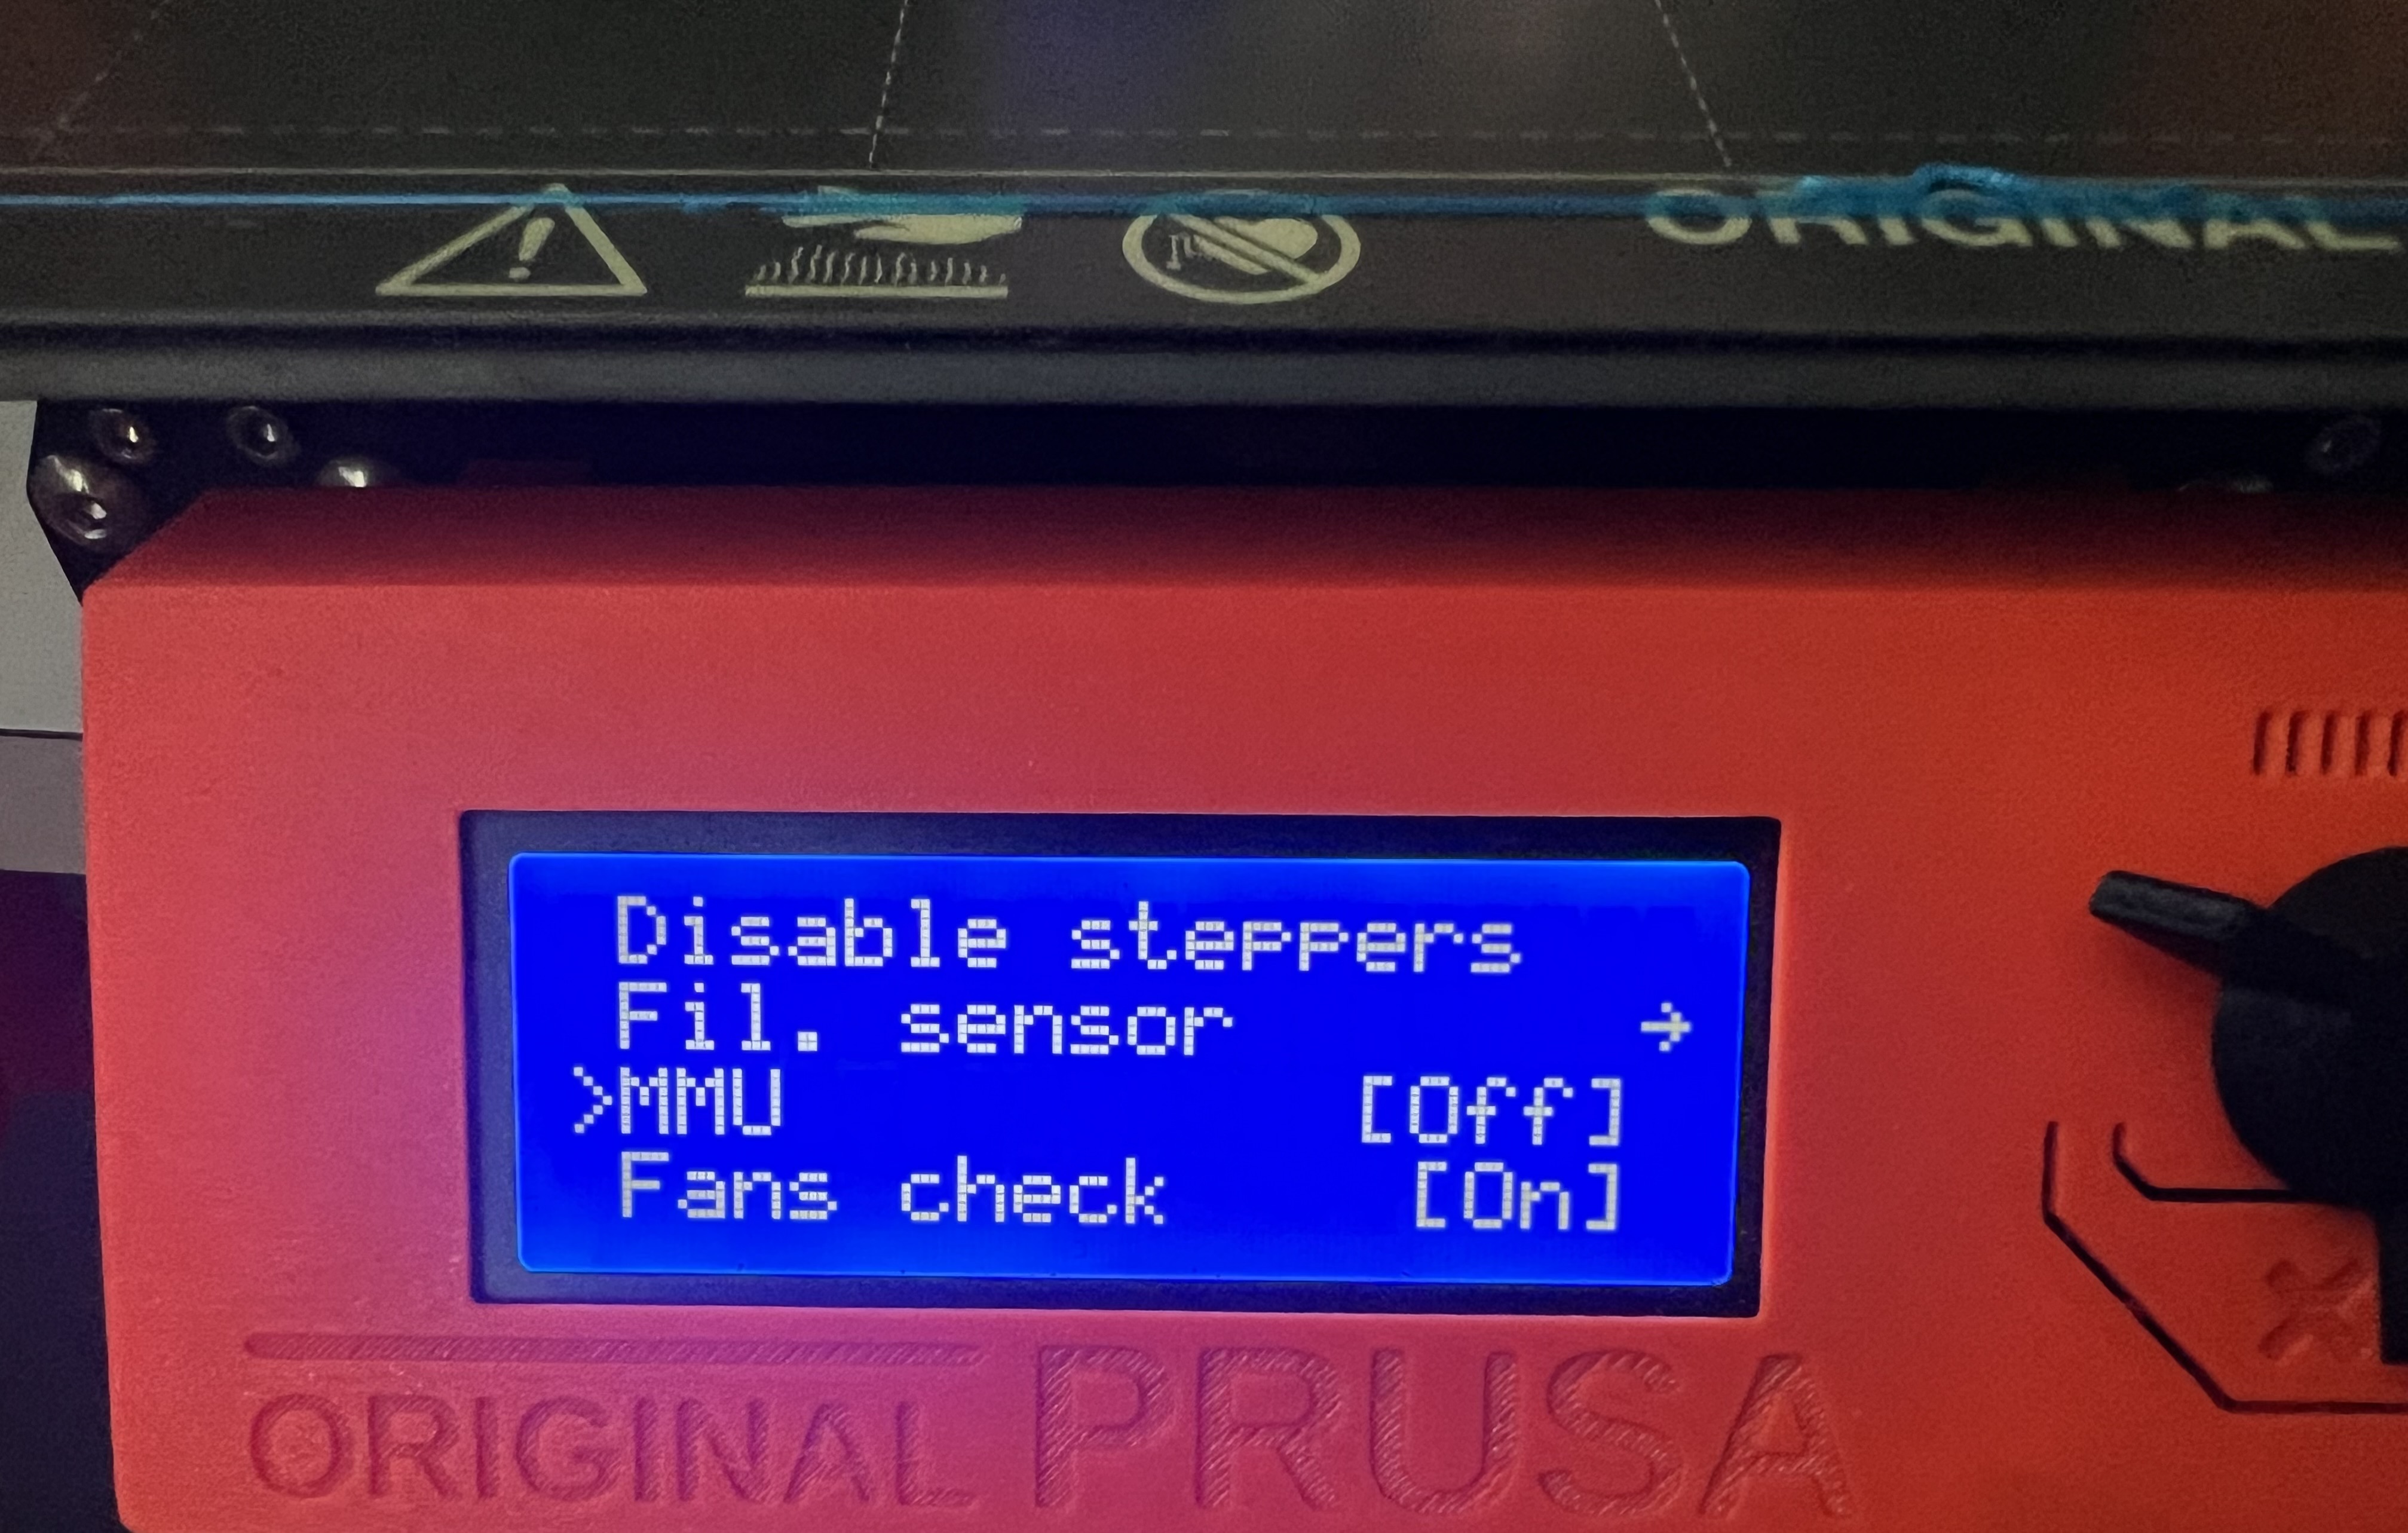 ORIGINAL
Disable steppers
Fil. sensor →
>MMU [Off]
Fans check [On]
ORIGINAL PRUSA